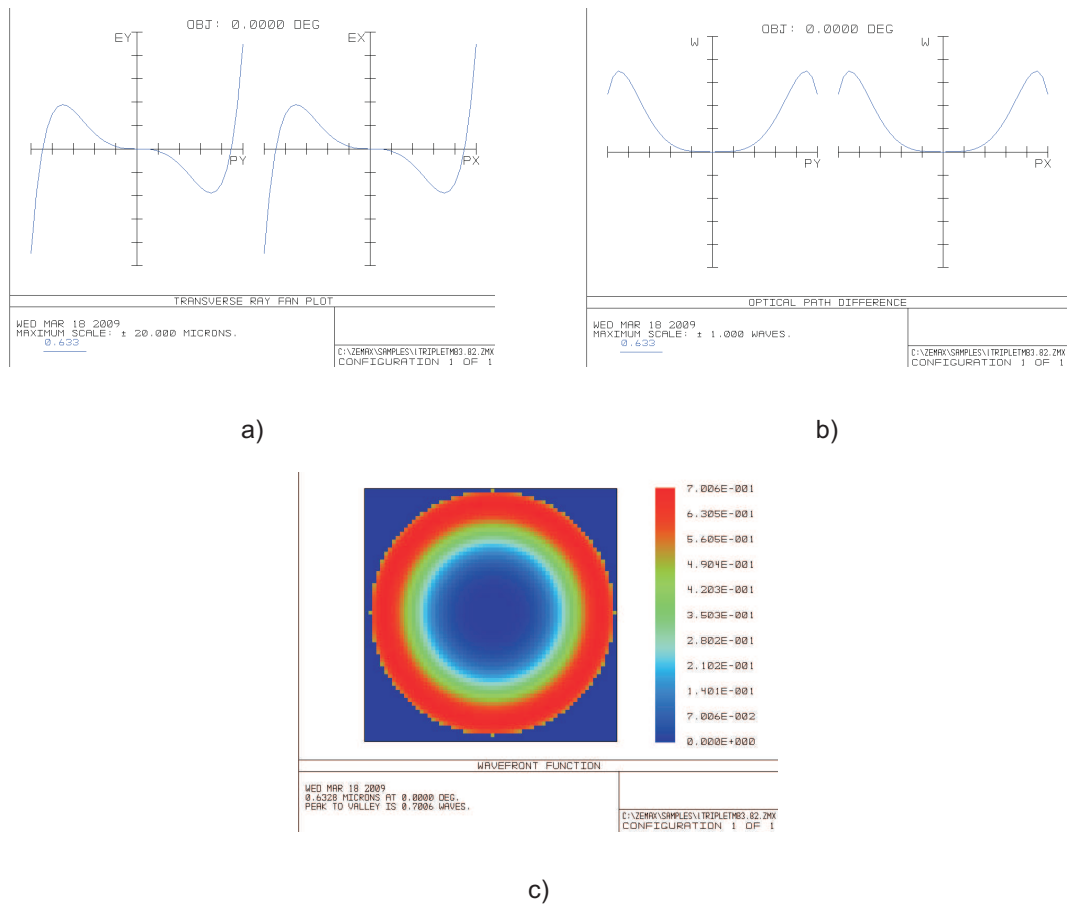 OBJ: 0.0000 DEG
EY
EX
PY
PX
TRANSVERSE RAY FAN PLOT
WED MAR 18 2009
MAXIMUM SCALE: ± 20.000 MICRONS.
0.633
C:\ZEMAX\SAMPLES\1TRIPLETMB3.82.ZMX
CONFIGURATION 1 OF 1
a)
OBJ: 0.0000 DEG
W
W
PY
PX
OPTICAL PATH DIFFERENCE
WED MAR 18 2009
MAXIMUM SCALE: ± 1.000 WAVES.
0.633
C:\ZEMAX\SAMPLES\1TRIPLETMB3.82.ZMX
CONFIGURATION 1 OF 1
b)
7.006E-001
6.305E-001
5.605E-001
4.904E-001
4.203E-001
3.503E-001
2.802E-001
2.102E-001
1.401E-001
7.006E-002
0.000E+000
WAVEFRONT FUNCTION
WED MAR 18 2009
0.6328 MICRONS AT 0.0000 DEG.
PEAK TO VALLEY IS 0.7006 WAVES.
C:\ZEMAX\SAMPLES\1TRIPLETMB3.82.ZMX
CONFIGURATION 1 OF 1
c)